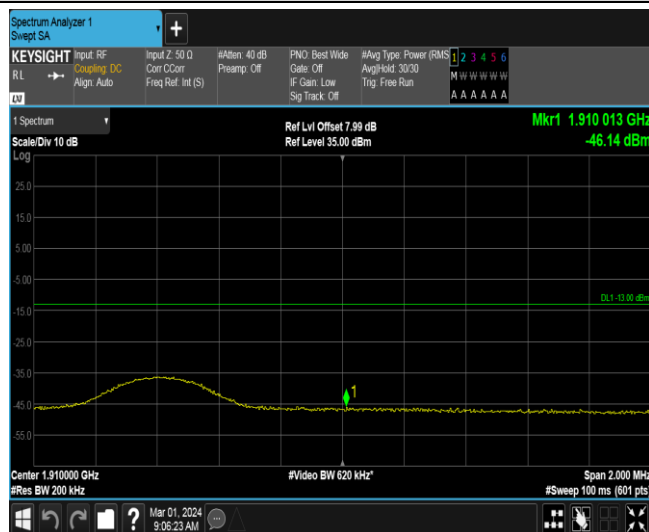 Spectrum Analyzer 1
Swept SA
+
KEYSIGHT
RL
LXI
Input: RF
Coupling: DC
Align: Auto
Input Z: 50 Ω
Corr CCorr
Freq Ref: Int (S)
#Atten: 40 dB
Preamp: Off
PNO: Best Wide
Gate: Off
IF Gain: Low
Sig Track: Off
#Avg Type: Power (RMS
Avg|Hold: 30/30
Trig: Free Run
1 2 3 4 5 6
M W W W W W
A A A A A A
1 Spectrum
Scale/Div 10 dB
Log
Ref Lvl Offset 7.99 dB
Ref Level 35.00 dBm
Mkr1 1.910 013 GHz
-46.14 dBm
25.0
15.0
5.00
-5.00
DL1 -13.00 dBm
-15.0
-25.0
-35.0
1
-45.0
-55.0
Center 1.910000 GHz
#Res BW 200 kHz
#Video BW 620 kHz*
Span 2.000 MHz
#Sweep 100 ms (601 pts)
?
Mar 01, 2024
9:06:23 AM